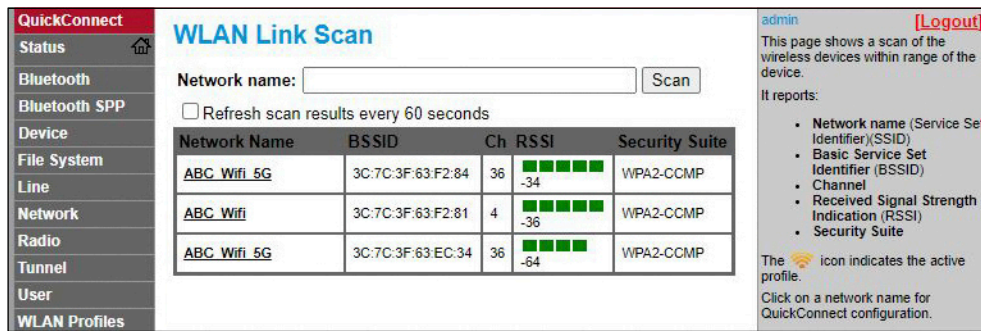 QuickConnect
Status
Bluetooth
Bluetooth SPP
Device
File System
Line
Network
Radio
Tunnel
User
WLAN Profiles
WLAN Link Scan
Network name: Scan
Refresh scan results every 60 seconds
Network Name BSSID Ch RSSI Security Suite
ABC_Wifi_5G 3C:7C:3F:63:F2:84 36 -34 WPA2-CCMP
ABC_Wifi 3C:7C:3F:63:F2:81 4 -36 WPA2-CCMP
ABC_Wifi_5G 3C:7C:3F:63:EC:34 36 -64 WPA2-CCMP
admin [Logout]
This page shows a scan of the
wireless devices within range of the
device.
It reports:
• Network name (Service Set
Identifier)(SSID)
• Basic Service Set
Identifier (BSSID)
• Channel
• Received Signal Strength
Indication (RSSI)
• Security Suite
The icon indicates the active
profile.
Click on a network name for
QuickConnect configuration.